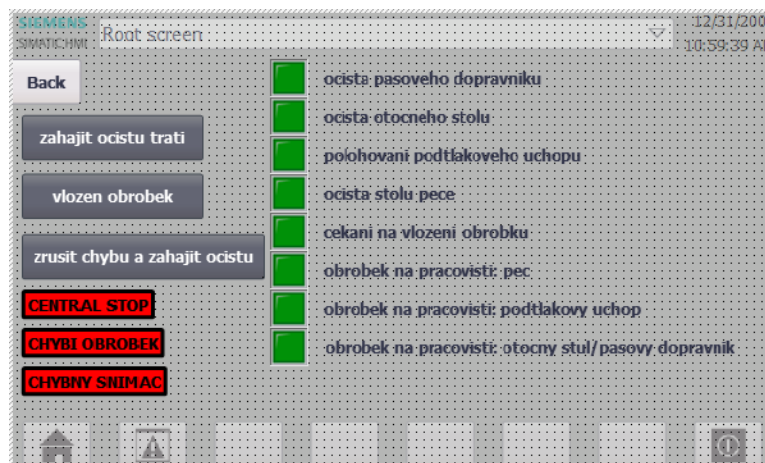 SIEMENS
SIMATIC HMI
Root screen
12/31/200
10:59:39 A
Back
zahajit ocistu trati
vlozen obrobek
zrusit chybu a zahajit ocistu
CENTRAL STOP
CHYBI OBROBEK
CHYBNY SNIMAC
ocista pasoveho dopravniku
ocista otocneho stolu
polohovani podtlakoveho uchopu
ocista stolu pece
cekani na vlozeni obrobku
obrobek na pracovisti: pec
obrobek na pracovisti: podtlakovy uchop
obrobek na pracovisti: otocny stul/pasovy dopravnik